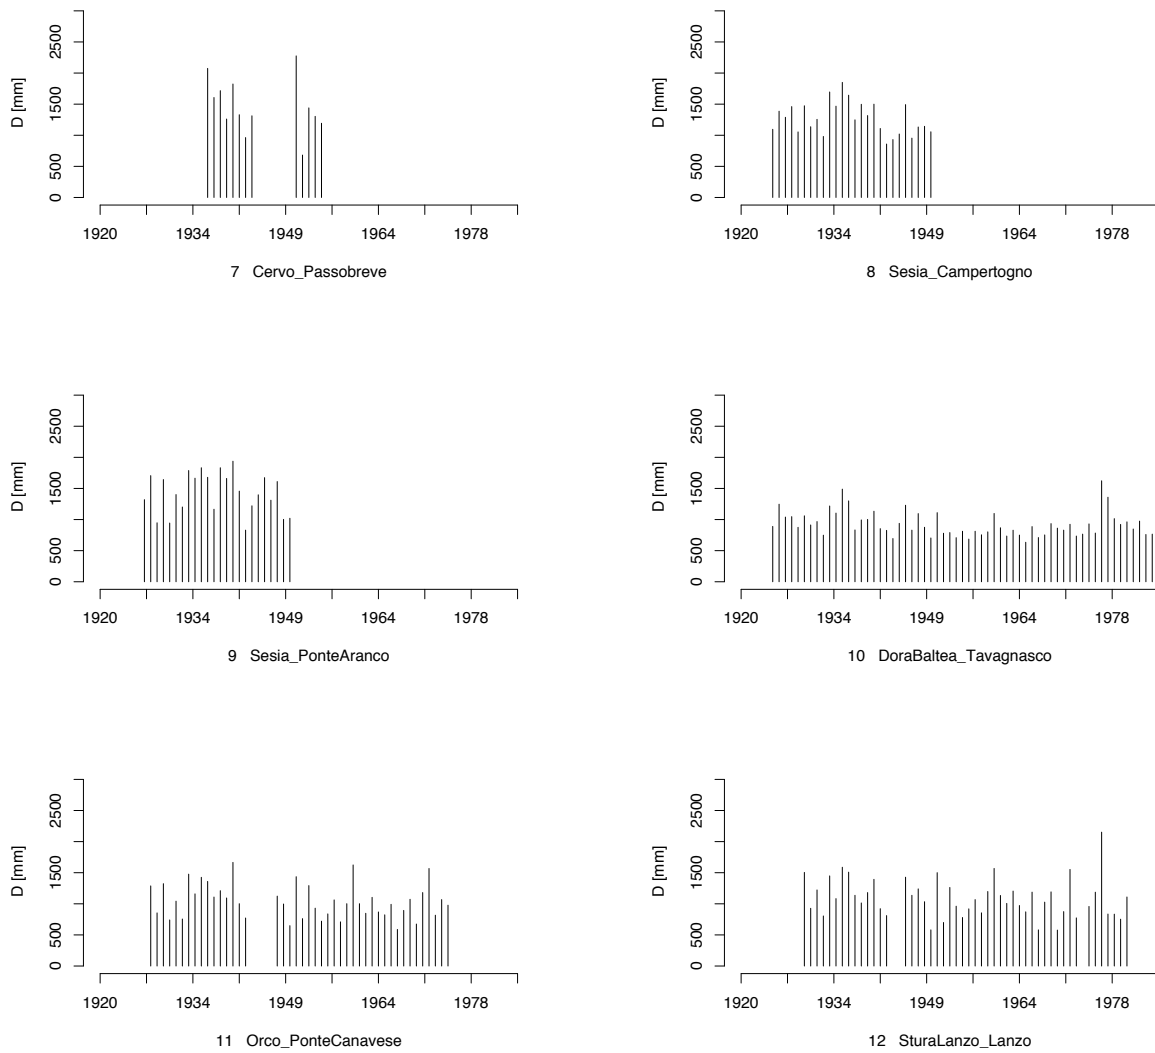 D [mm]
2500
1500
500
0
1920 1934 1949 1964 1978
7 Cervo_Passobreve
D [mm]
2500
1500
500
0
1920 1934 1949 1964 1978
8 Sesia_Campertogno
D [mm]
2500
1500
500
0
1920 1934 1949 1964 1978
9 Sesia_PonteAranco
D [mm]
2500
1500
500
0
1920 1934 1949 1964 1978
10 DoraBaltea_Tavagnasco
D [mm]
2500
1500
500
0
1920 1934 1949 1964 1978
11 Orco_PonteCanavese
D [mm]
2500
1500
500
0
1920 1934 1949 1964 1978
12 SturaLanzo_Lanzo